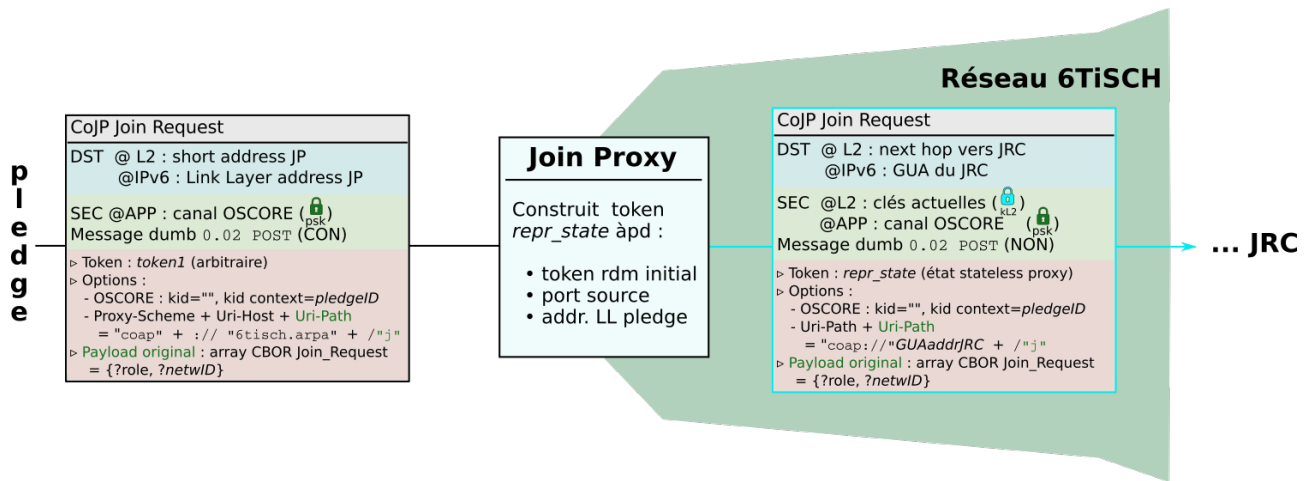 Réseau 6TiSCH
pledge
CoJP Join Request
DST @ L2 : short address JP
@IPv6 : Link Layer address JP
SEC @APP : canal OSCORE (psk)
Message dumb 0.02 POST (CON)
▹ Token : token1 (arbitraire)
▹ Options :
- OSCORE : kid="", kid context=pledgeID
- Proxy-Scheme + Uri-Host + Uri-Path
= "coap" + :// "6tisch.arpa" + /"j"
▹ Payload original : array CBOR Join_Request
= {?role, ?netwID}
Join Proxy
Construit token
repr_state àpd :
• token rdm initial
• port source
• addr. LL pledge
CoJP Join Request
DST @ L2 : next hop vers JRC
@IPv6 : GUA du JRC
SEC @L2 : clés actuelles (kL2)
@APP : canal OSCORE (psk)
Message dumb 0.02 POST (NON)
▹ Token : repr_state (état stateless proxy)
▹ Options :
- OSCORE : kid="", kid context=pledgeID
- Uri-Path + Uri-Path
= "coap://"GUAaddrJRC + /"j"
▹ Payload original : array CBOR Join_Request
= {?role, ?netwID}
... JRC